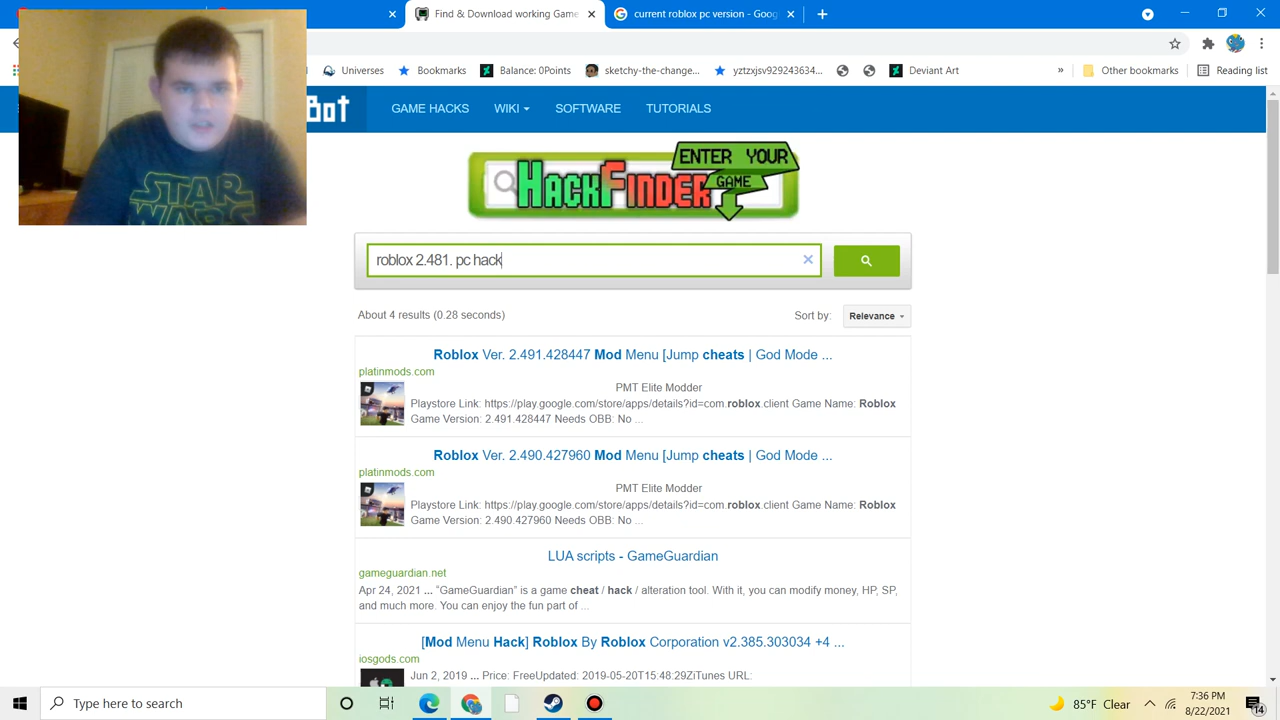 Find & Download working Game
current roblox pc version - Goog
Universes
Bookmarks
Balance: 0Points
sketchy-the-change...
yztzxjsv929243634...
Deviant Art
»
Other bookmarks
Reading list
STAR
WARS
Bot
GAME HACKS
WIKI
SOFTWARE
TUTORIALS
ENTER YOUR
GAME
HACKFINDER
roblox 2.481. pc hack
About 4 results (0.28 seconds)
Sort by:
Relevance
Roblox Ver. 2.491.428447 Mod Menu [Jump cheats | God Mode ...
platinmods.com
PMT Elite Modder
Playstore Link: https://play.google.com/store/apps/details?id=com.roblox.client Game Name: Roblox
Game Version: 2.491.428447 Needs OBB: No ...
Roblox Ver. 2.490.427960 Mod Menu [Jump cheats | God Mode ...
platinmods.com
PMT Elite Modder
Playstore Link: https://play.google.com/store/apps/details?id=com.roblox.client Game Name: Roblox
Game Version: 2.490.427960 Needs OBB: No ...
LUA scripts - GameGuardian
gameguardian.net
Apr 24, 2021 ... "GameGuardian" is a game cheat / hack / alteration tool. With it, you can modify money, HP, SP,
and much more. You can enjoy the fun part of ...
[Mod Menu Hack] Roblox By Roblox Corporation v2.385.303034 +4 ...
iosgods.com
Jun 2, 2019 ... Price: FreeUpdated: 2019-05-20T15:48:29ZiTunes URL:
Type here to search
85°F Clear
7:36 PM
8/22/2021
14